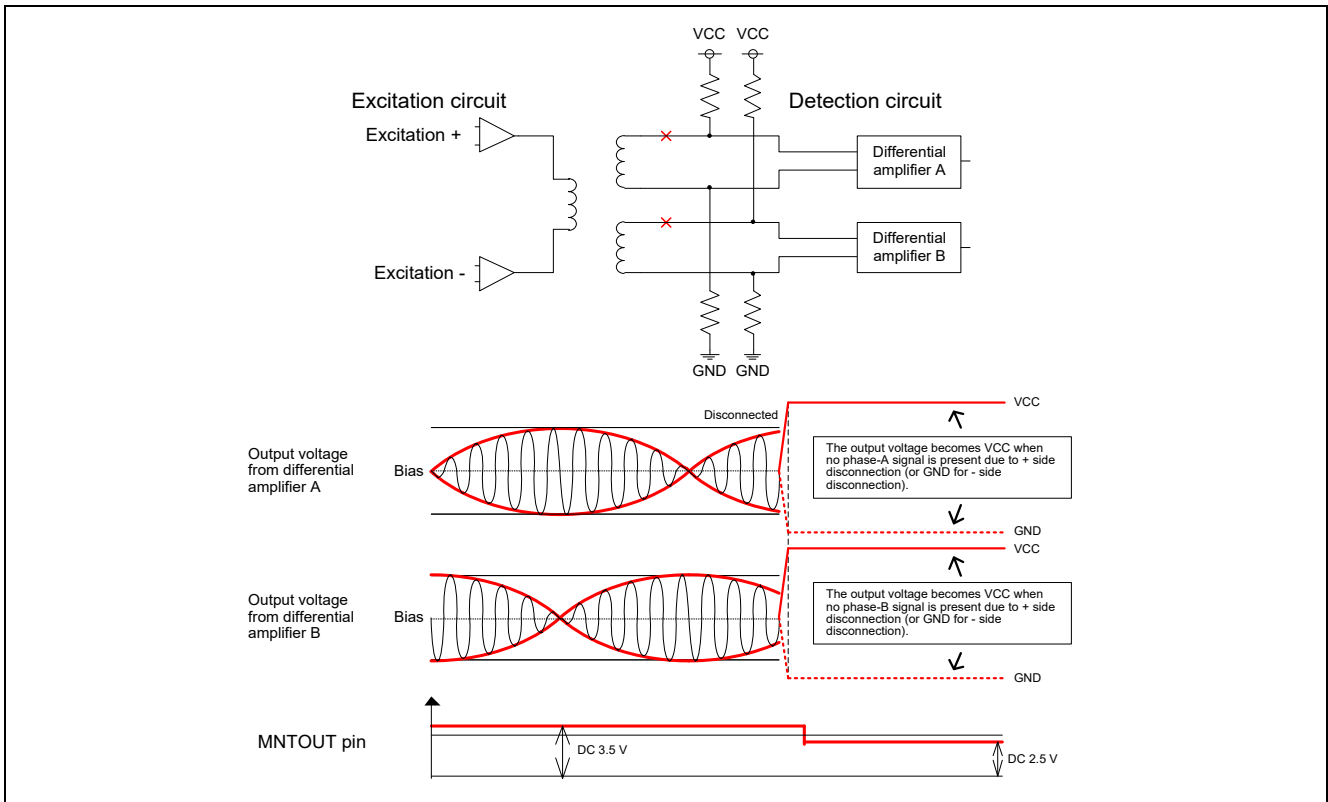 VCC VCC
Excitation circuit
Detection circuit
Excitation +
Differential
amplifier A
Differential
amplifier B
Excitation -
GND GND
Disconnected
VCC
Output voltage
from differential
amplifier A
Bias
The output voltage becomes VCC when
no phase-A signal is present due to + side
disconnection (or GND for - side
disconnection).
GND
VCC
Output voltage
from differential
amplifier B
Bias
The output voltage becomes VCC when
no phase-B signal is present due to + side
disconnection (or GND for - side
disconnection).
GND
MNTOUT pin
DC 3.5 V
DC 2.5 V